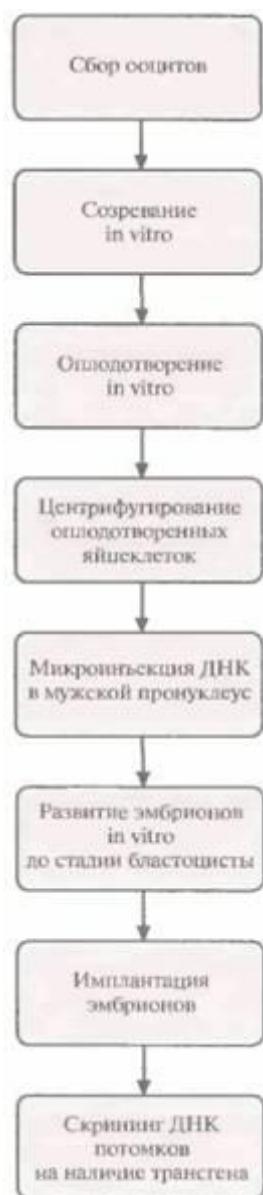 Сбор ооцитов
Созревание
in vitro
Оплодотворение
in vitro
Центрифугирование
оплодотворенных
яйцеклеток
Микроинъекция ДНК
в мужской пронуклеус
Развитие эмбрионов
in vitro
до стадии бластоцисты
Имплантация
эмбрионов
Скрининг ДНК
потомков
на наличие трансгена